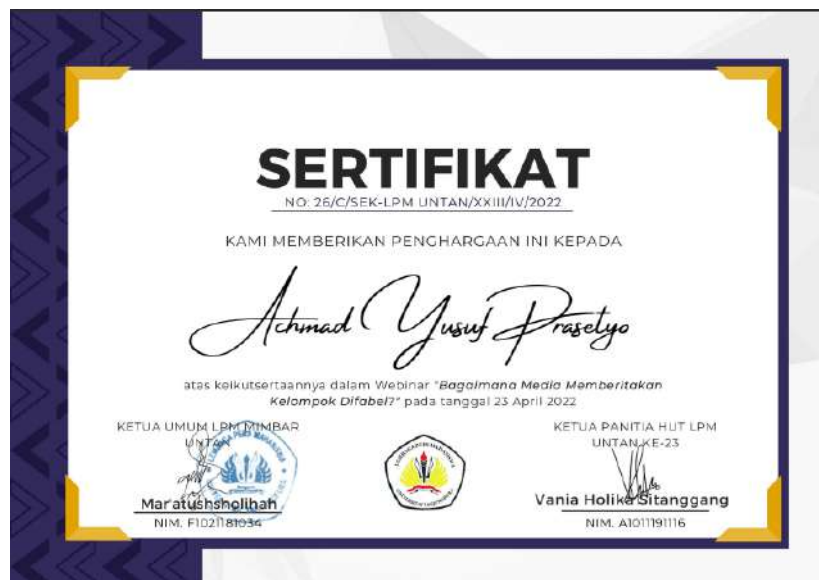 SERTIFIKAT
NO: 26/C/SEK-LPM UNTAN/XXIII/IV/2022
KAMI MEMBERIKAN PENGHARGAAN INI KEPADA
Achmad Yusuf Prasetyo
atas keikutsertaannya dalam Webinar "Bagaimana Media Memberitakan
Kelompok Difabel?" pada tanggal 23 April 2022
KETUA UMUM LPM MIMBAR
UNTAN
Mar'atushsholihah
NIM. F1021181034
KETUA PANITIA HUT LPM
UNTAN KE-23
Vania Holika Sitanggang
NIM. A1011191116